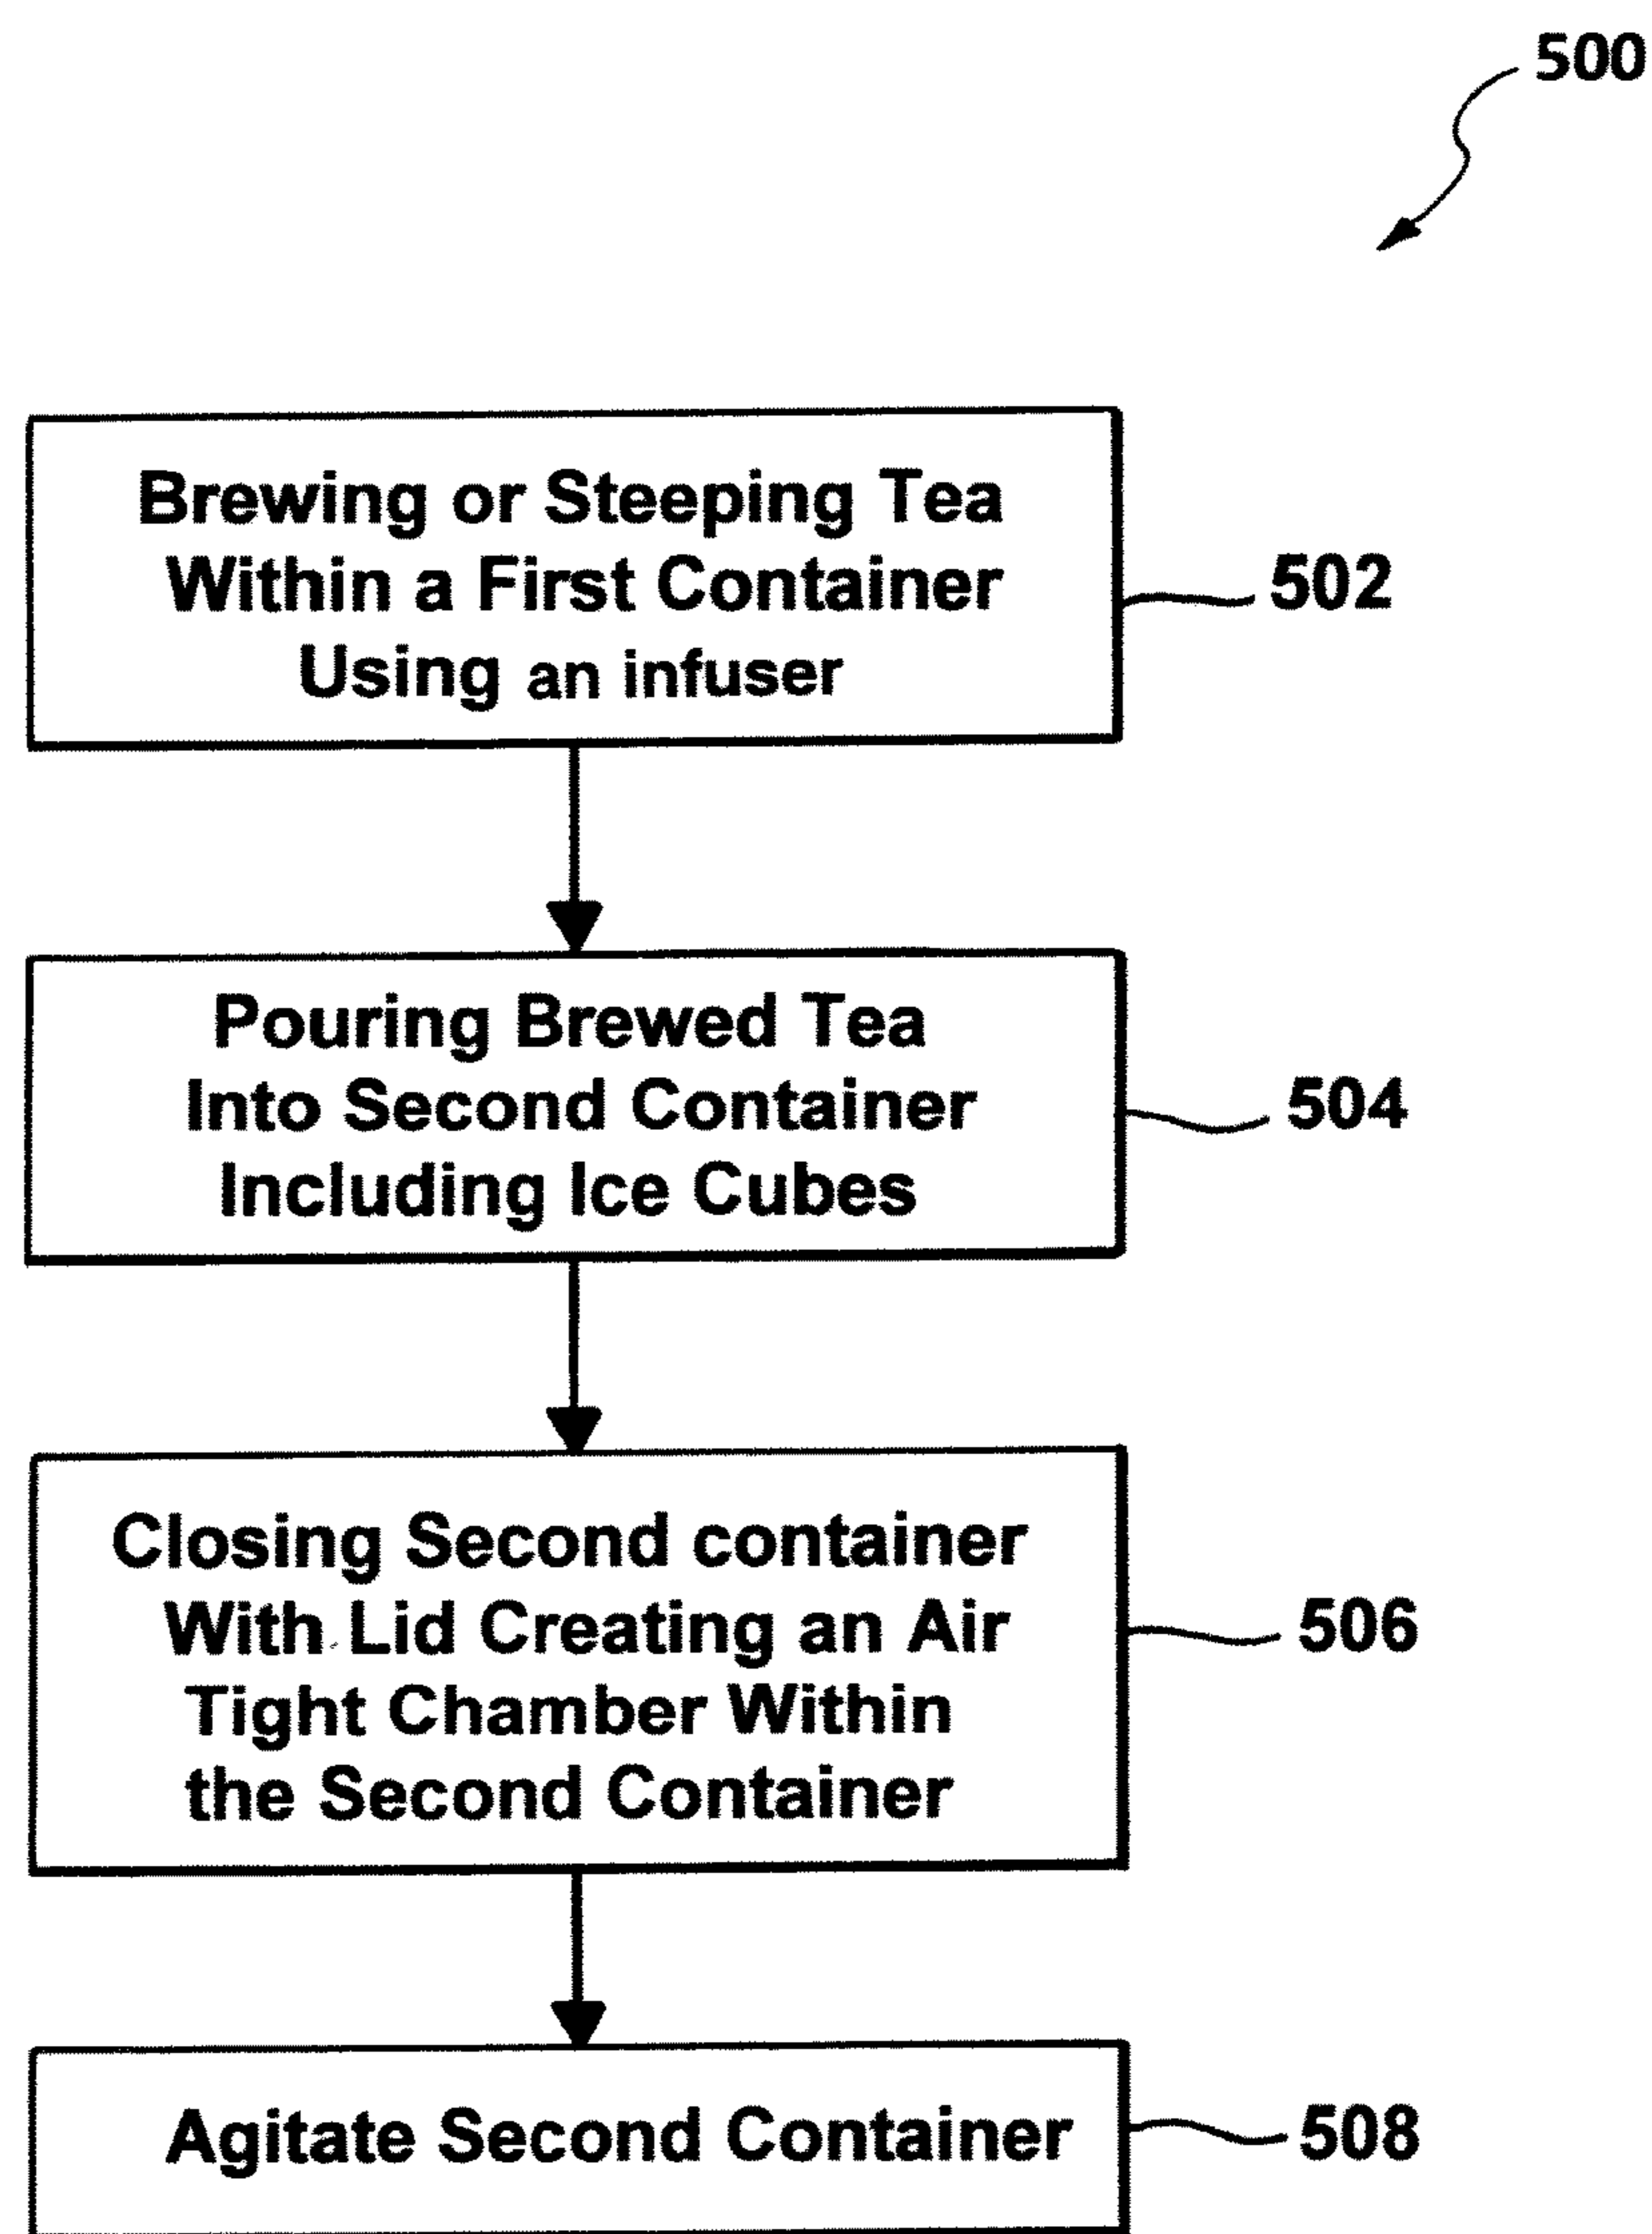 500
Brewing or Steeping Tea
Within a First Container
Using an infuser
502
Pouring Brewed Tea
Into Second Container
Including Ice Cubes
504
Closing Second container
With Lid Creating an Air
Tight Chamber Within
the Second Container
506
Agitate Second Container
508